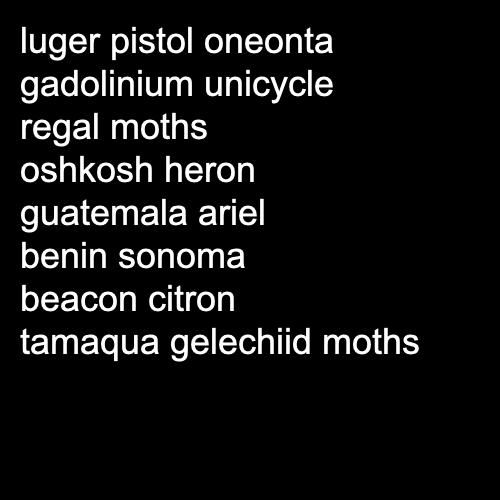 luger pistol oneonta
gadolinium unicycle
regal moths
oshkosh heron
guatemala ariel
benin sonoma
beacon citron
tamaqua gelechiid moths